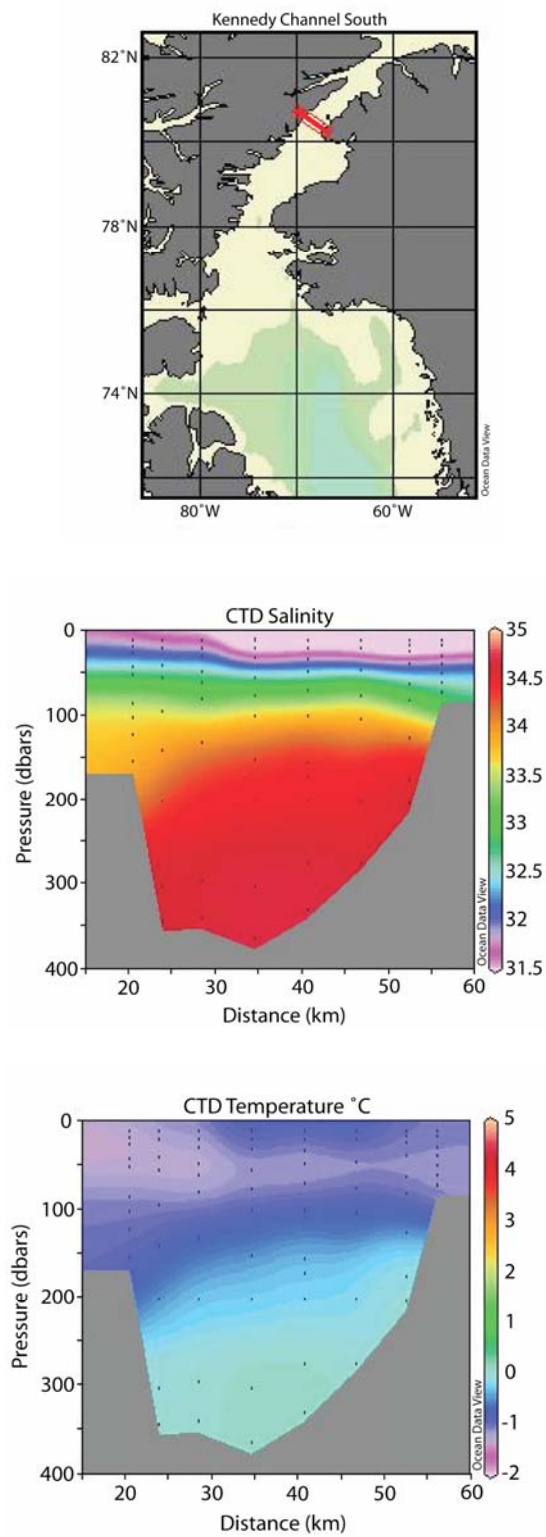 Kennedy Channel South
82˚N
78˚N
74˚N
80˚W
60˚W
Ocean Data View
CTD Salinity
0
100
200
300
400
Pressure (dbars)
20
30
40
50
60
Distance (km)
35
34.5
34
33.5
33
32.5
32
31.5
Ocean Data View
CTD Temperature ˚C
0
100
200
300
400
Pressure (dbars)
20
30
40
50
60
Distance (km)
5
4
3
2
1
0
-1
-2
Ocean Data View